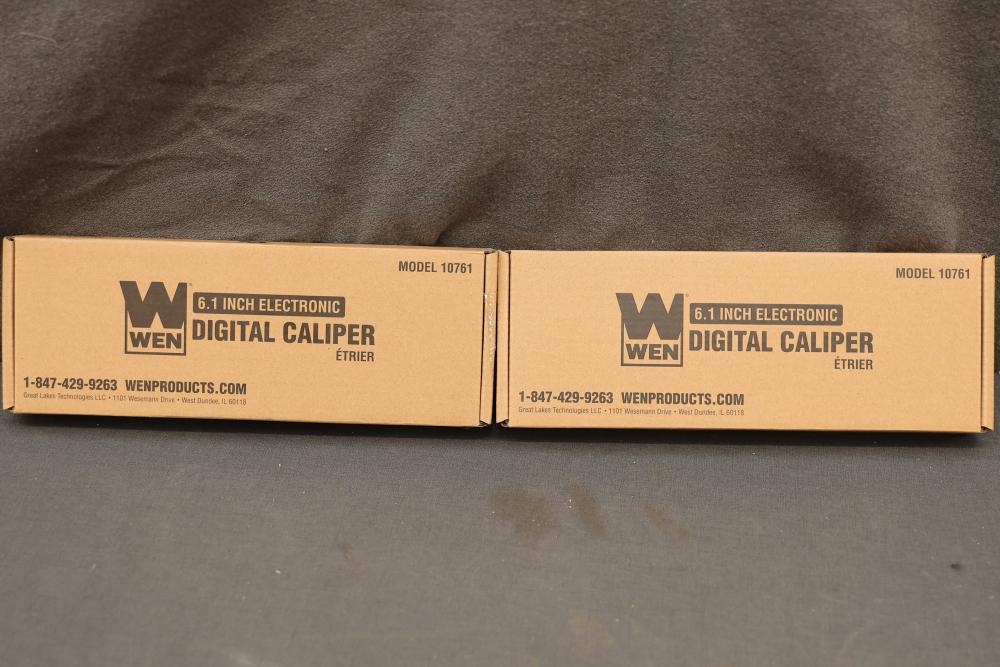 MODEL 10761
W
WEN
6.1 INCH ELECTRONIC
DIGITAL CALIPER
ÉTRIER
1-847-429-9263 WENPRODUCTS.COM
Great Lakes Technologies LLC • 1101 Wesemann Drive • West Dundee, IL 60118
MODEL 10761
W
WEN
6.1 INCH ELECTRONIC
DIGITAL CALIPER
ÉTRIER
1-847-429-9263 WENPRODUCTS.COM
Great Lakes Technologies LLC • 1101 Wesemann Drive • West Dundee, IL 60118